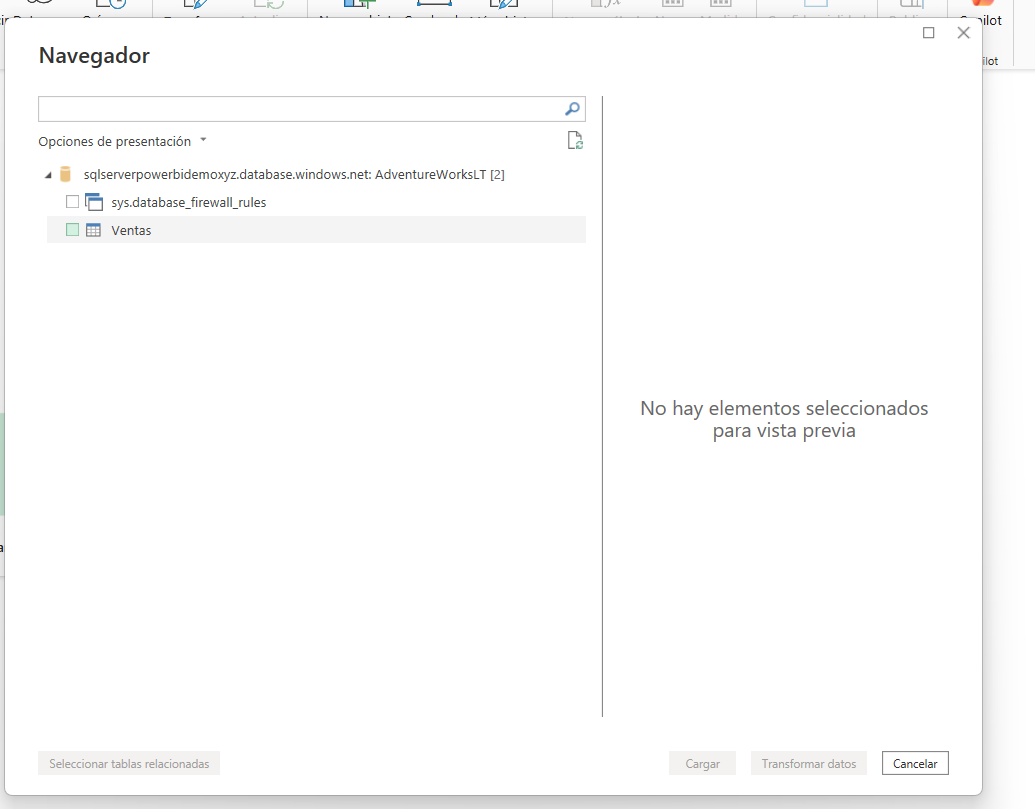 Copilot
Navegador
ilot
Opciones de presentación
sqlserverpowerbidemoxyz.database.windows.net: AdventureWorksLT [2]
sys.database_firewall_rules
Ventas
No hay elementos seleccionados
para vista previa
Seleccionar tablas relacionadas
Cargar
Transformar datos
Cancelar